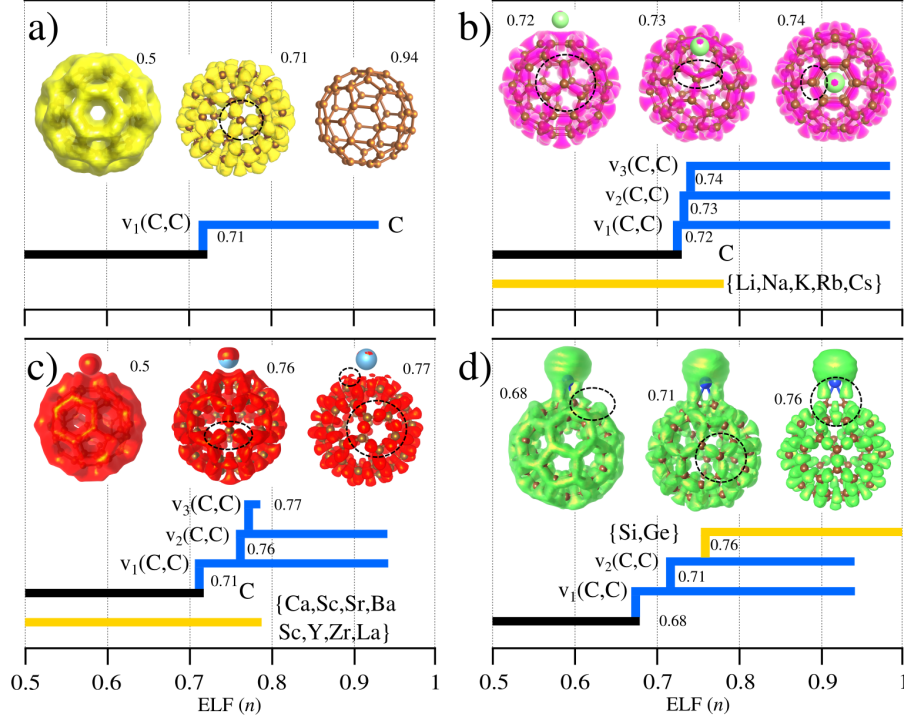 a)
0.5
0.71
0.94
v1(C,C)
0.71
C
b)
0.72
0.73
0.74
v3(C,C)
0.74
v2(C,C)
0.73
v1(C,C)
0.72
C
{Li,Na,K,Rb,Cs}
c)
0.5
0.76
0.77
v3(C,C)
0.77
v2(C,C)
0.76
v1(C,C)
0.71
C
{Ca,Sc,Sr,Ba
Sc,Y,Zr,La}
0.5 0.6 0.7 0.8 0.9 1
ELF (n)
d)
0.68
0.71
0.76
{Si,Ge}
0.76
v2(C,C)
0.71
v1(C,C)
0.68
0.5 0.6 0.7 0.8 0.9 1
ELF (n)